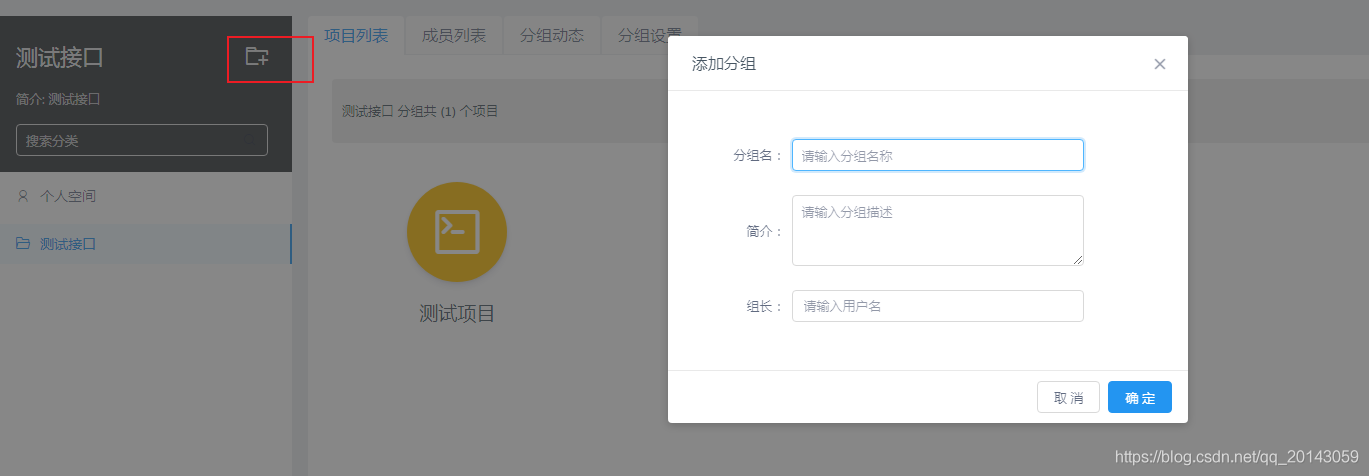 测试接口
简介: 测试接口
搜索分类
个人空间
测试接口
项目列表
成员列表
分组动态
分组设置
测试接口 分组共 (1) 个项目
测试项目
添加分组
分组名：
请输入分组名称
简介：
请输入分组描述
组长：
请输入用户名
取 消
确 定
https://blog.csdn.net/qq_20143059